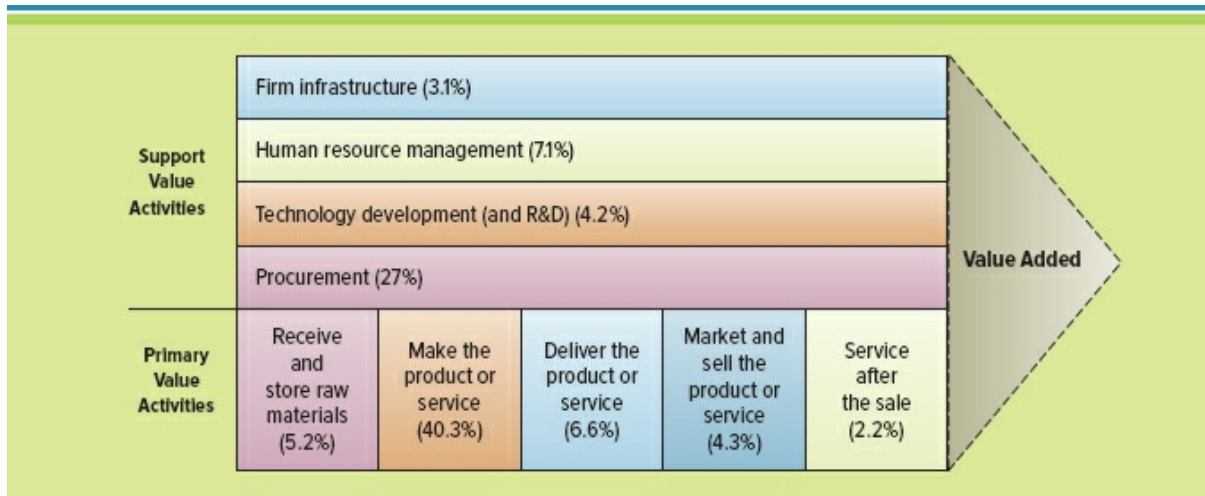 Support
Value
Activities
Firm infrastructure (3.1%)
Human resource management (7.1%)
Technology development (and R&D) (4.2%)
Procurement (27%)
Value Added
Primary
Value
Activities
Receive
and
store raw
materials
(5.2%)
Make the
product or
service
(40.3%)
Deliver the
product or
service
(6.6%)
Market and
sell the
product or
service
(4.3%)
Service
after
the sale
(2.2%)